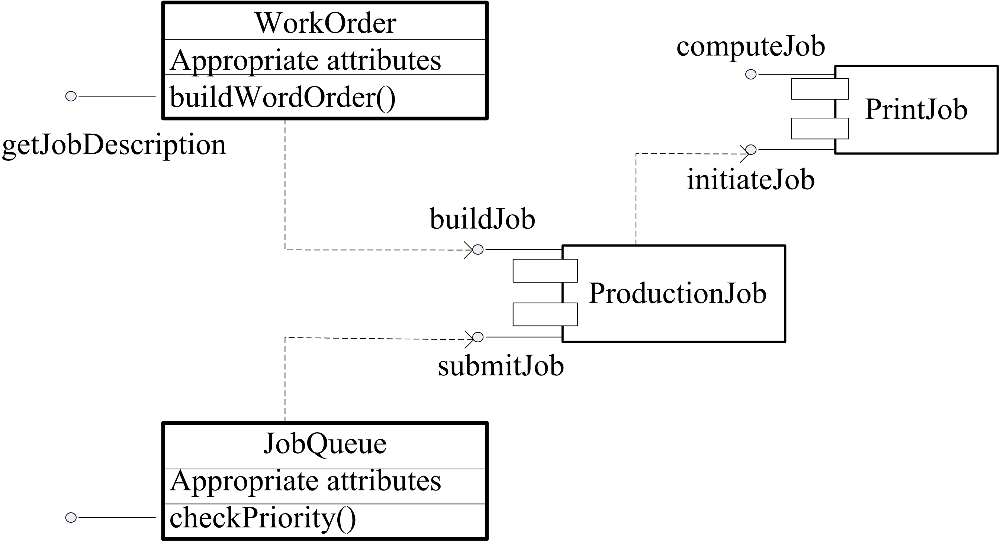 WorkOrder
Appropriate attributes
buildWordOrder()
getJobDescription
computeJob
PrintJob
initiateJob
buildJob
ProductionJob
submitJob
JobQueue
Appropriate attributes
checkPriority()